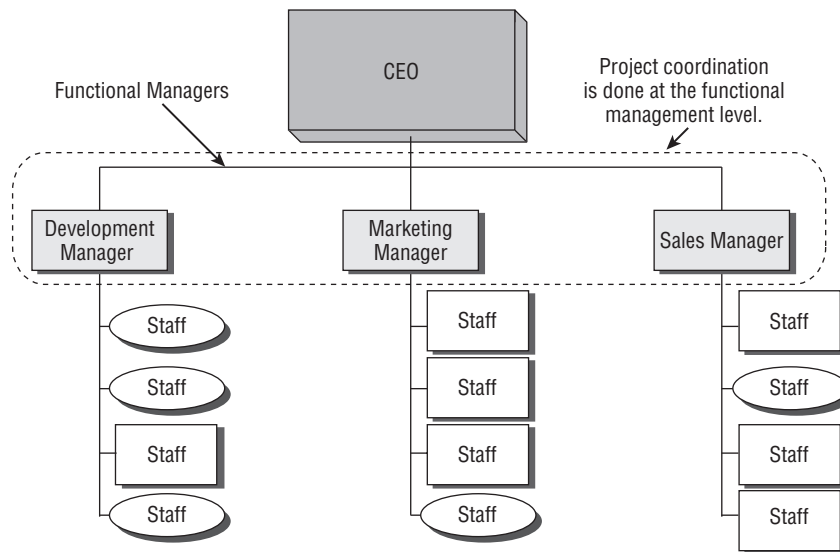 CEO
Functional Managers
Project coordination
is done at the functional
management level.
Development
Manager
Marketing
Manager
Sales Manager
Staff
Staff
Staff
Staff
Staff
Staff
Staff
Staff
Staff
Staff
Staff
Staff